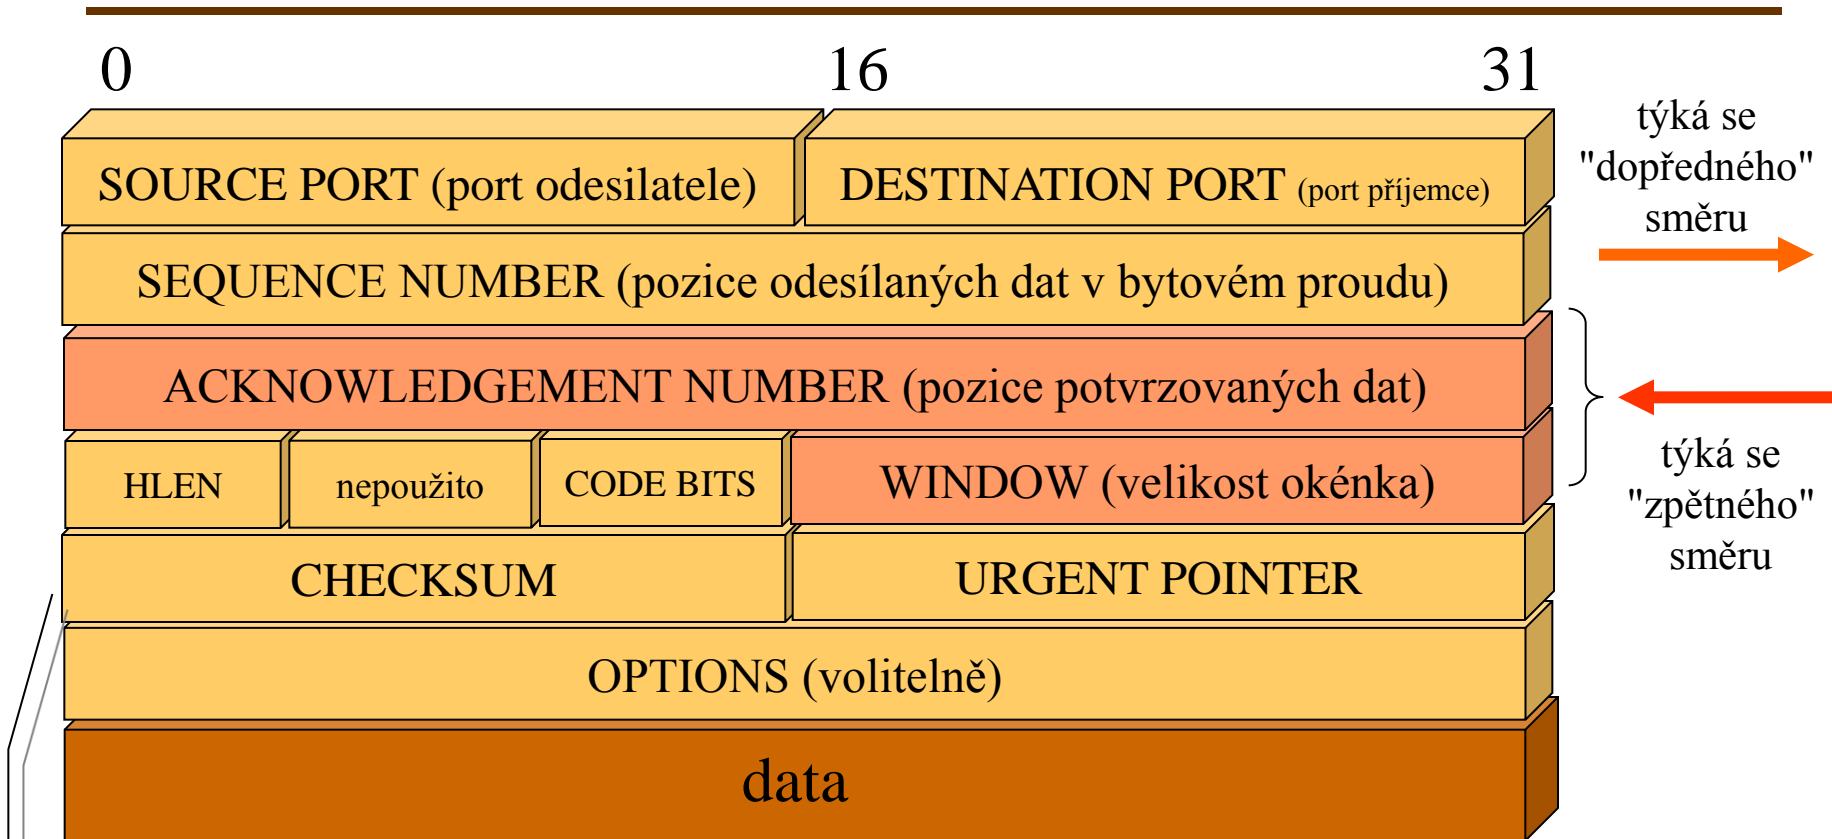 0 16 31
SOURCE PORT (port odesilatele) DESTINATION PORT (port příjemce)
týká se
"dopředného"
směru
SEQUENCE NUMBER (pozice odesílaných dat v bytovém proudu)
ACKNOWLEDGEMENT NUMBER (pozice potvrzovaných dat)
HLEN nepoužito CODE BITS WINDOW (velikost okénka)
týká se
"zpětného"
směru
CHECKSUM URGENT POINTER
OPTIONS (volitelně)
data